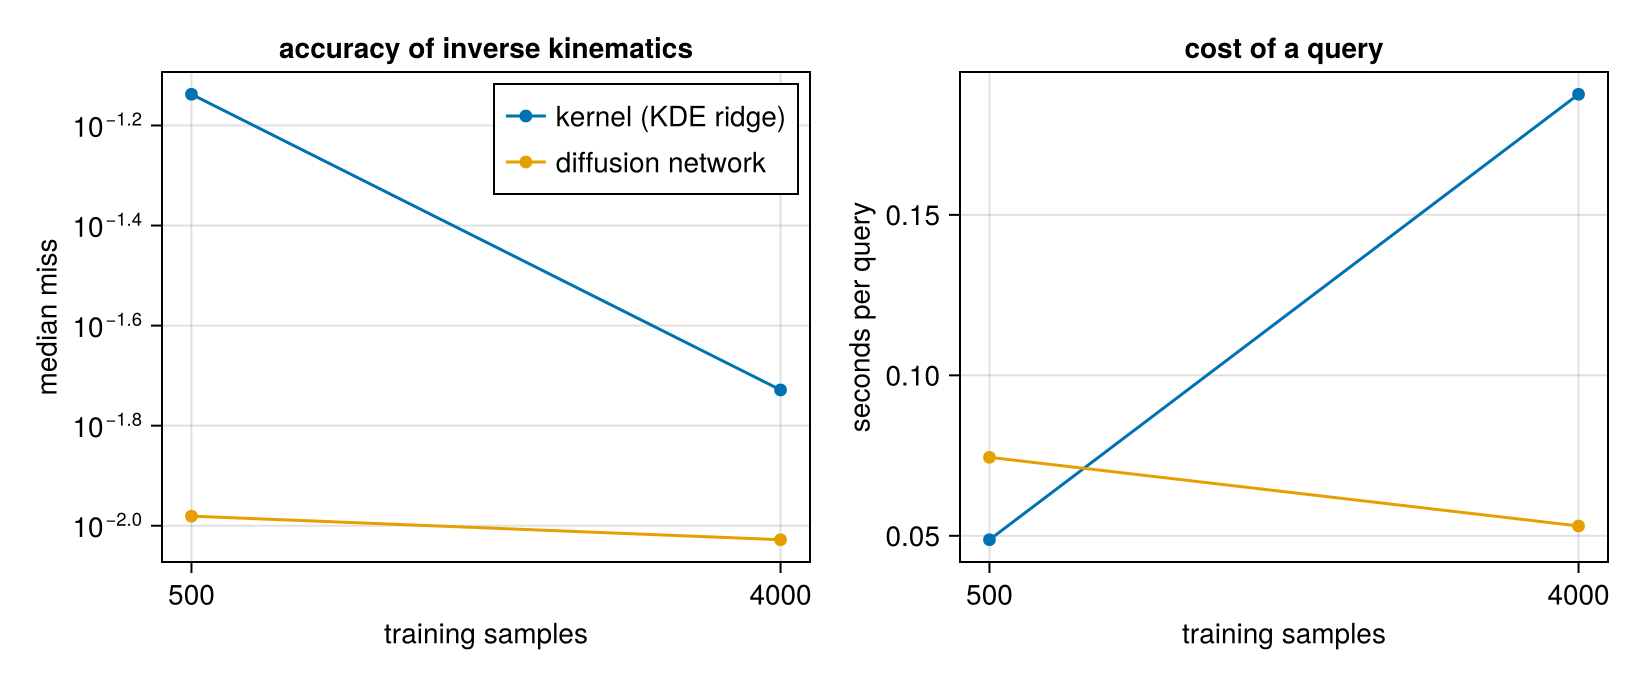 accuracy of inverse kinematics
kernel (KDE ridge)
diffusion network
median miss
10⁻¹·²
10⁻¹·⁴
10⁻¹·⁶
10⁻¹·⁸
10⁻²·⁰
500
4000
training samples
cost of a query
seconds per query
0.15
0.10
0.05
500
4000
training samples